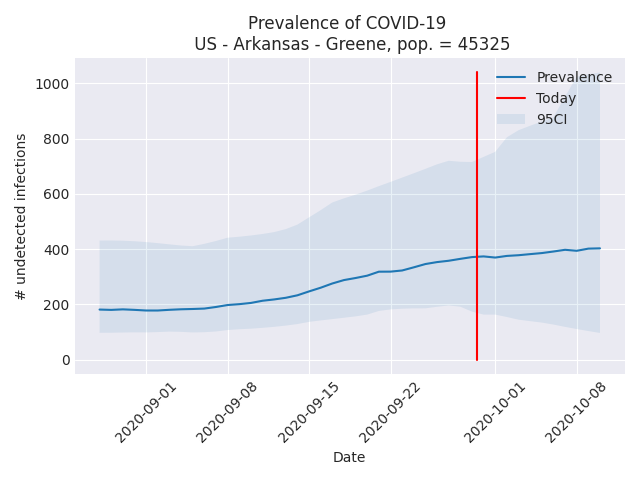 Prevalence of COVID-19
US - Arkansas - Greene, pop. = 45325
Prevalence
Today
95CI
# undetected infections
1000
800
600
400
200
0
2020-09-01
2020-09-08
2020-09-15
2020-09-22
2020-10-01
2020-10-08
Date